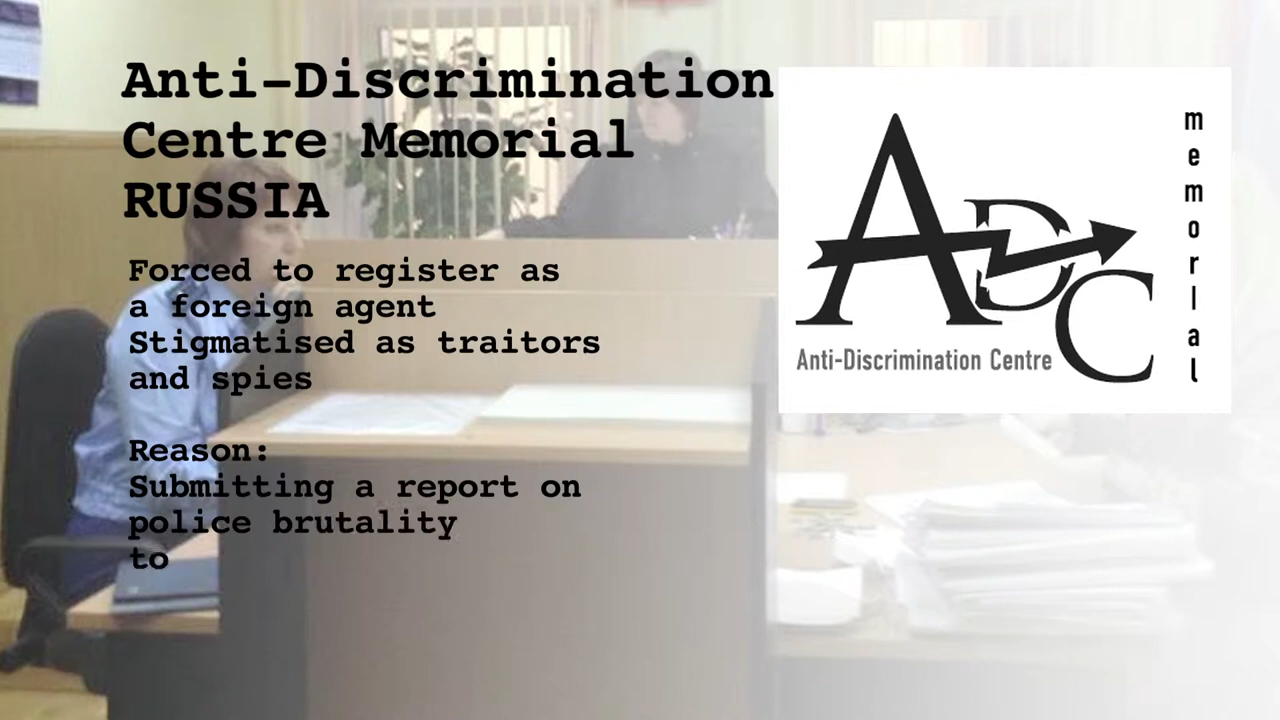 Anti-Discrimination
Centre Memorial
RUSSIA
Forced to register as
a foreign agent
Stigmatised as traitors
and spies
Reason:
Submitting a report on
police brutality
to
ADC
Anti-Discrimination Centre
memorial